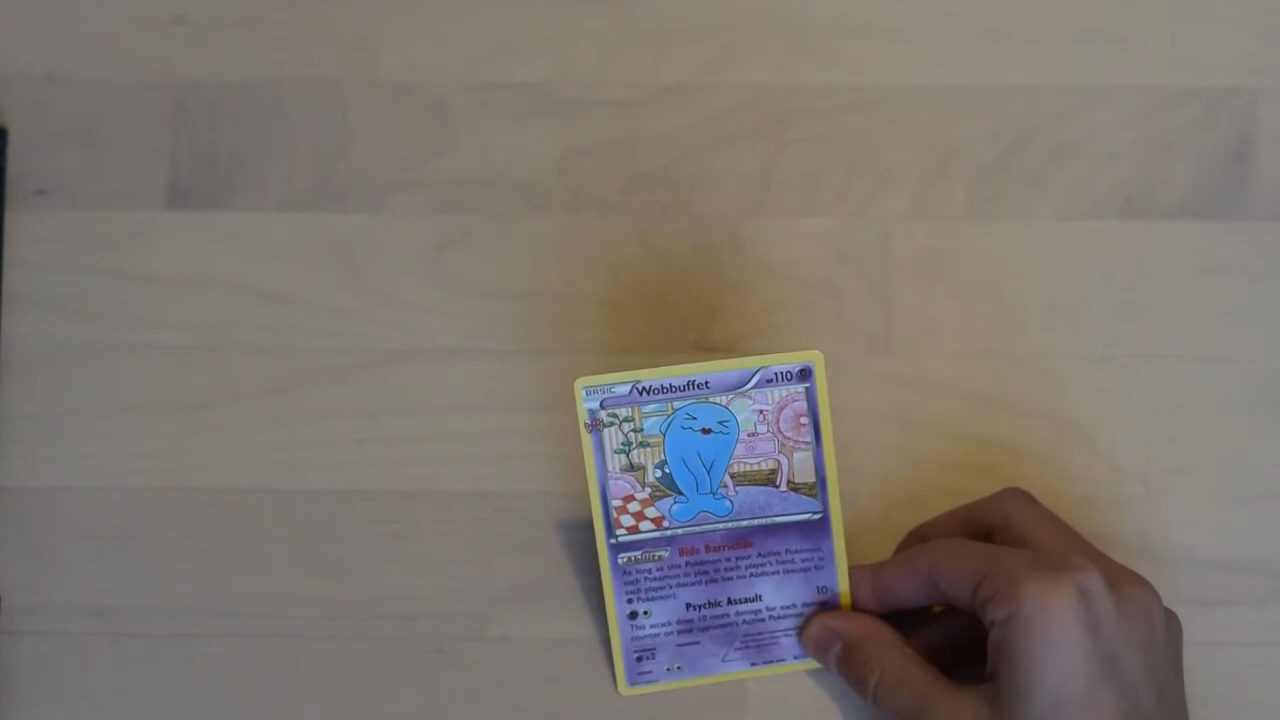 BASIC Wobbuffet HP110
ABILITY Bide Barricade
As long as this Pokémon is your Active Pokémon,
each Pokémon in play, in each player's hand, and in
each player's discard pile has no Abilities (except for
Pokémon).
Psychic Assault 10+
This attack does 10 more damage for each damage
counter on your opponent's Active Pokémon.
x2